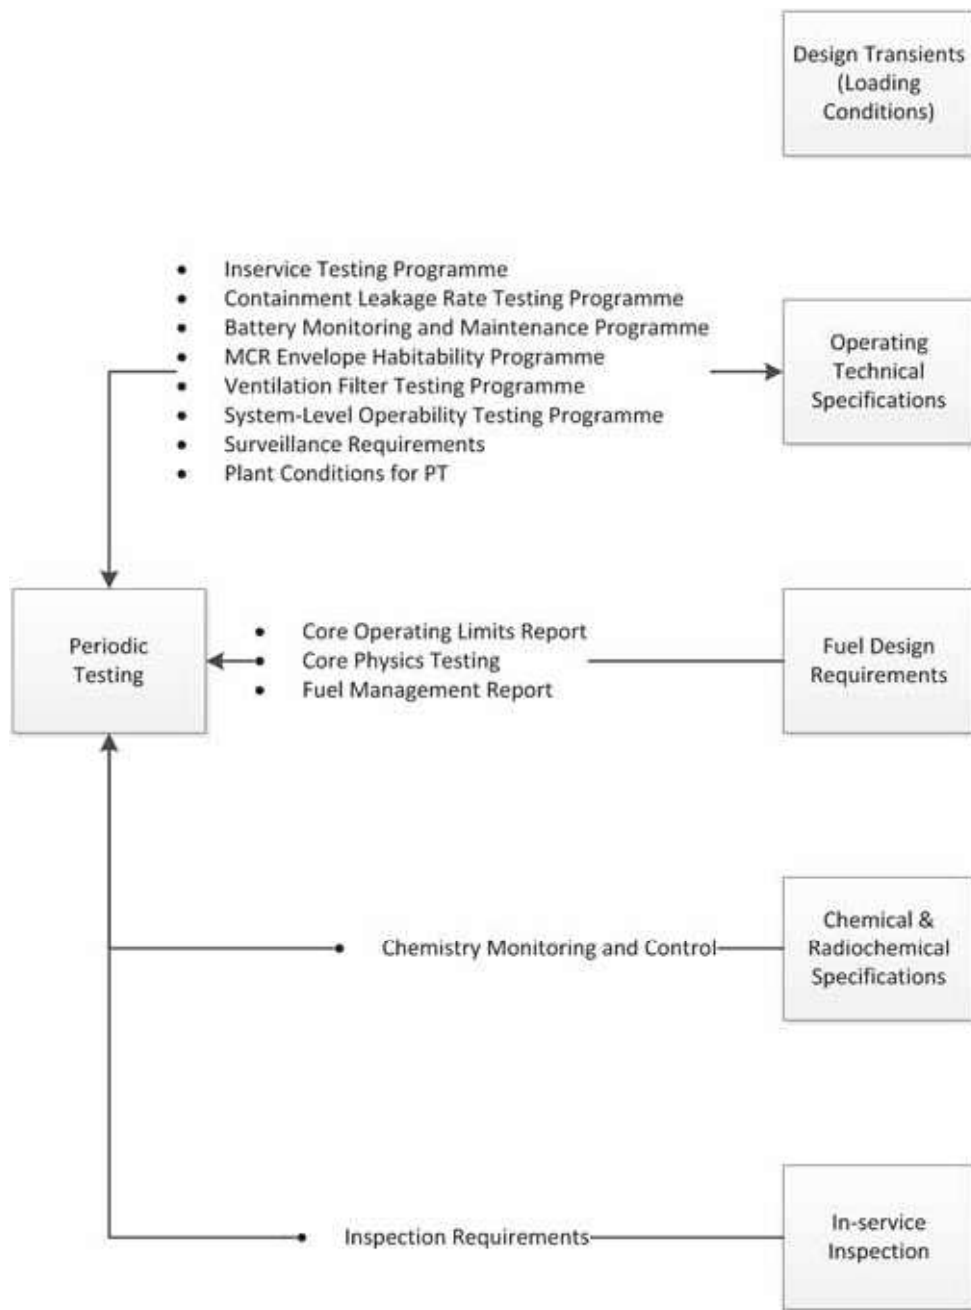 Design Transients
(Loading
Conditions)
• Inservice Testing Programme
• Containment Leakage Rate Testing Programme
• Battery Monitoring and Maintenance Programme
• MCR Envelope Habitability Programme
• Ventilation Filter Testing Programme
• System-Level Operability Testing Programme
• Surveillance Requirements
• Plant Conditions for PT
Operating
Technical
Specifications
Periodic
Testing
• Core Operating Limits Report
• Core Physics Testing
• Fuel Management Report
Fuel Design
Requirements
• Chemistry Monitoring and Control
Chemical &
Radiochemical
Specifications
• Inspection Requirements
In-service
Inspection